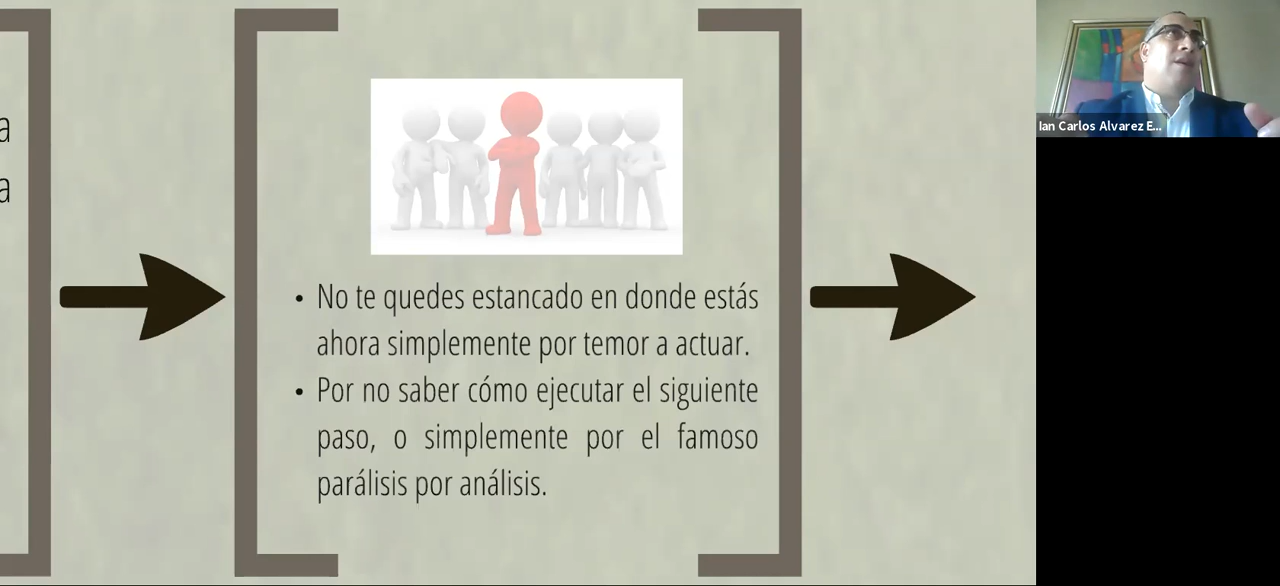 a
a
No te quedes estancado en donde estás
ahora simplemente por temor a actuar.
Por no saber cómo ejecutar el siguiente
paso, o simplemente por el famoso
parálisis por análisis.
Ian Carlos Alvarez E...